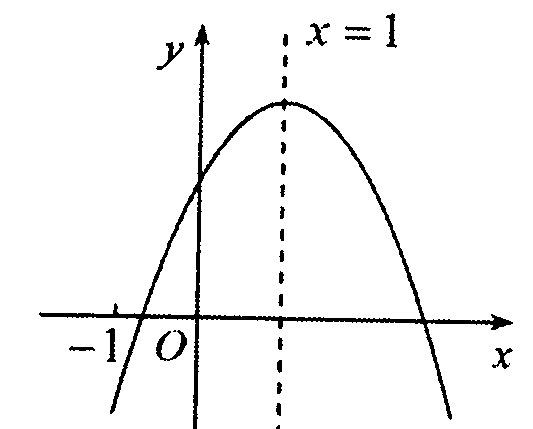 y
x = 1
-1 O x